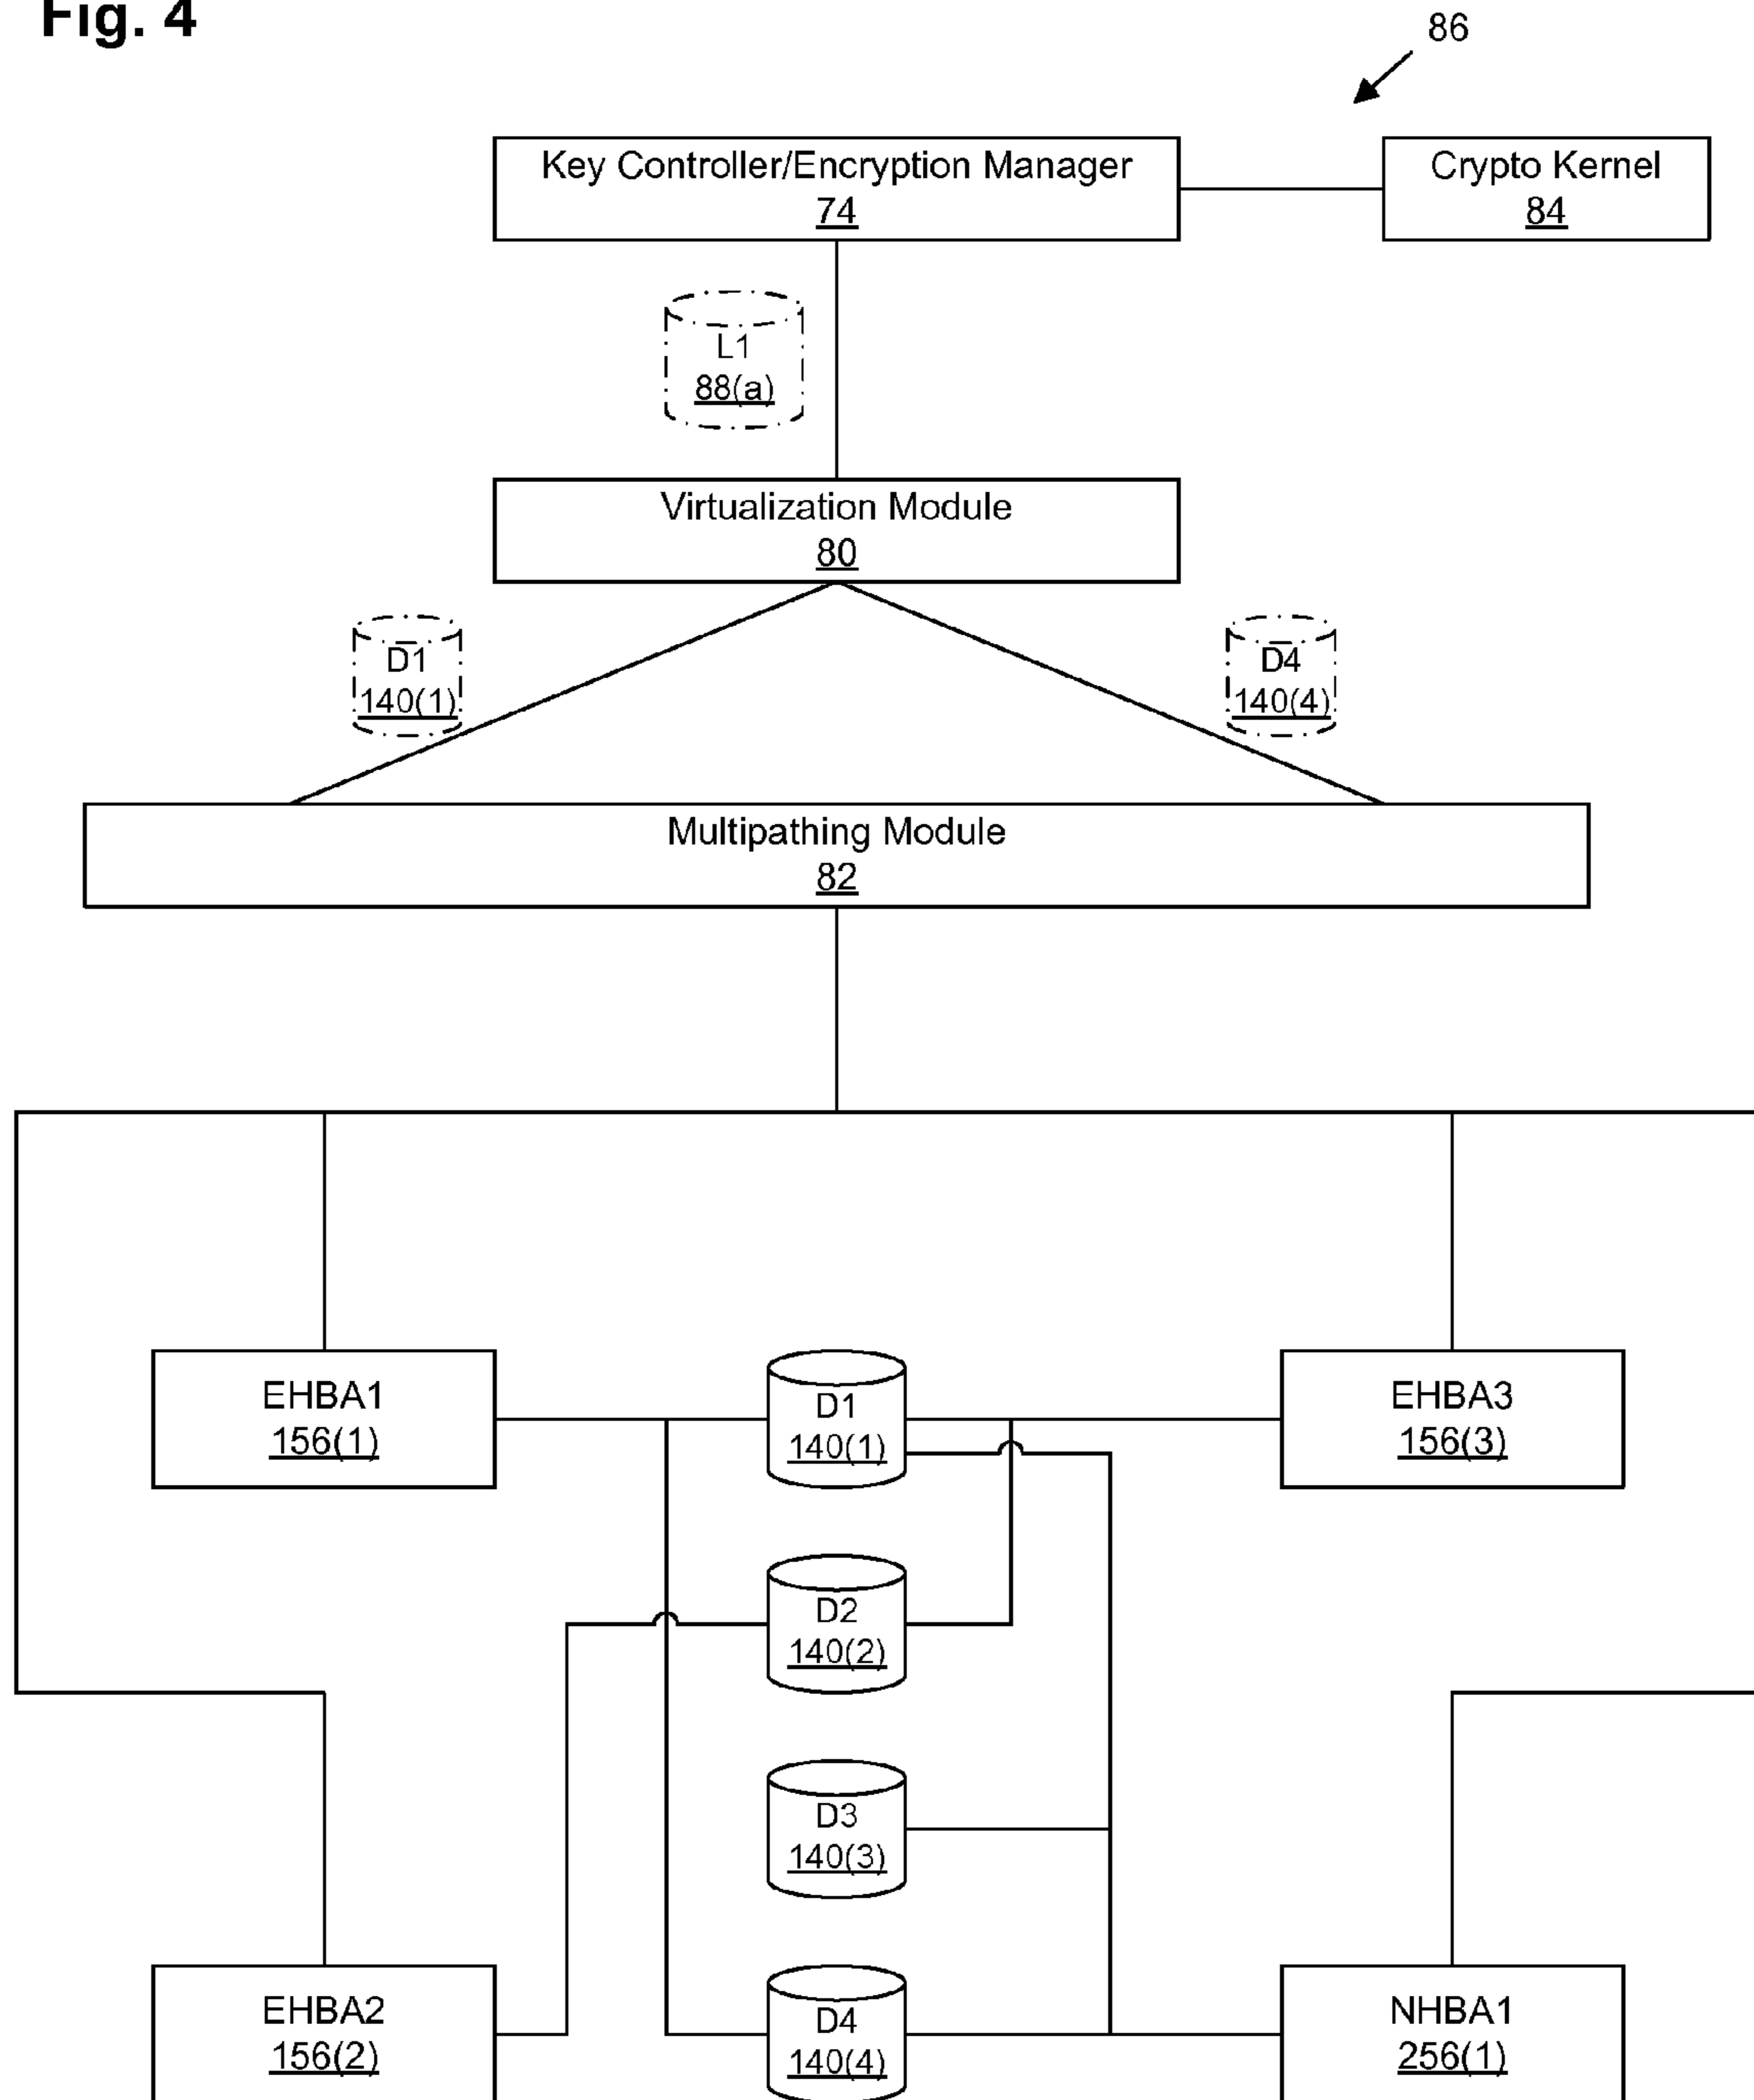 Fig. 4
86
Key Controller/Encryption Manager
74
Crypto Kernel
84
L1
88(a)
Virtualization Module
80
D1
140(1)
D4
140(4)
Multipathing Module
82
EHBA1
156(1)
D1
140(1)
EHBA3
156(3)
D2
140(2)
D3
140(3)
EHBA2
156(2)
D4
140(4)
NHBA1
256(1)